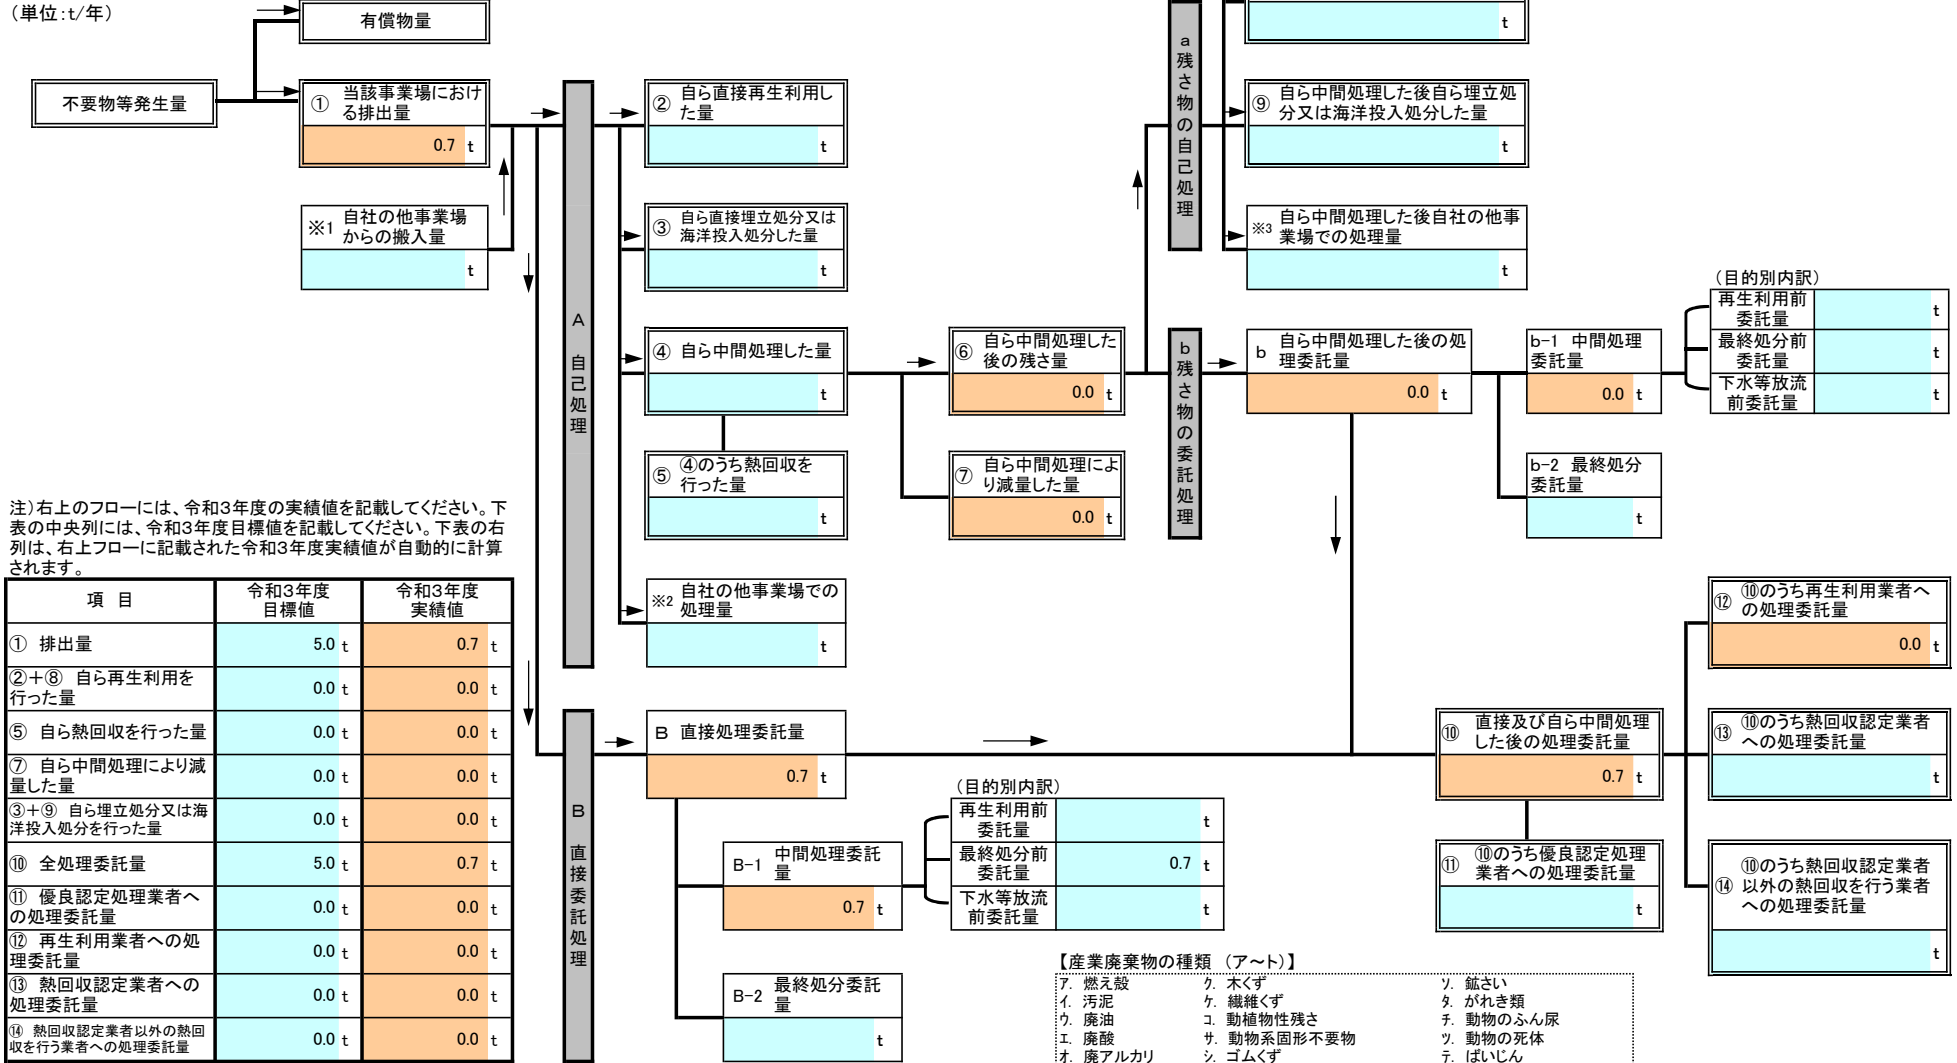 （単位：t/年）
有償物量
不要物等発生量
① 当該事業場におけ
る排出量
0.7 t
※1 自社の他事業場
からの搬入量
t
A 自己処理
② 自ら直接再生利用し
た量
t
③ 自ら直接埋立処分又は
海洋投入処分した量
t
④ 自ら中間処理した量
t
⑤ ④のうち熱回収を
行った量
t
※2 自社の他事業場での
処理量
t
⑥ 自ら中間処理した
後の残さ量
0.0 t
⑦ 自ら中間処理によ
り減量した量
0.0 t
a 残さ物の自己処理
t
⑨ 自ら中間処理した後自ら埋立処
分又は海洋投入処分した量
t
※3 自ら中間処理した後自社の他事
業場での処理量
t
b 残さ物の委託処理
b 自ら中間処理した後の処
理委託量
0.0 t
b-1 中間処理
委託量
0.0 t
b-2 最終処分
委託量
t
（目的別内訳）
再生利用前
委託量
t
最終処分前
委託量
t
下水等放流
前委託量
t
注）右上のフローには、令和3年度の実績値を記載してください。下
表の中央列には、令和3年度目標値を記載してください。下表の右
列は、右上フローに記載された令和3年度実績値が自動的に計算
されます。
項 目
令和3年度
目標値
令和3年度
実績値
① 排出量 5.0 t 0.7 t
②＋⑧ 自ら再生利用を
行った量 0.0 t 0.0 t
⑤ 自ら熱回収を行った量 0.0 t 0.0 t
⑦ 自ら中間処理により減
量した量 0.0 t 0.0 t
③＋⑨ 自ら埋立処分又は海
洋投入処分を行った量 0.0 t 0.0 t
⑩ 全処理委託量 5.0 t 0.7 t
⑪ 優良認定処理業者へ
の処理委託量 0.0 t 0.0 t
⑫ 再生利用業者への処
理委託量 0.0 t 0.0 t
⑬ 熱回収認定業者への
処理委託量 0.0 t 0.0 t
⑭ 熱回収認定業者以外の熱回
収を行う業者への処理委託量 0.0 t 0.0 t
B 直接委託処理
B 直接処理委託量
0.7 t
B-1 中間処理委託
量
0.7 t
B-2 最終処分委託
量
t
（目的別内訳）
再生利用前
委託量
t
最終処分前
委託量
0.7 t
下水等放流
前委託量
t
⑩ 直接及び自ら中間処理
した後の処理委託量
0.7 t
⑪ ⑩のうち優良認定処理
業者への処理委託量
t
⑫ ⑩のうち再生利用業者へ
の処理委託量
0.0 t
⑬ ⑩のうち熱回収認定業者
への処理委託量
t
⑭ ⑩のうち熱回収認定業者
以外の熱回収を行う業者
への処理委託量
t
【産業廃棄物の種類 （ア～ト）】
ア. 燃え殻 ク. 木くず ソ. 鉱さい
イ. 汚泥 ケ. 繊維くず タ. がれき類
ウ. 廃油 コ. 動植物性残さ チ. 動物のふん尿
エ. 廃酸 サ. 動物系固形不要物 ツ. 動物の死体
オ. 廃アルカリ シ. ゴムくず テ. ばいじん